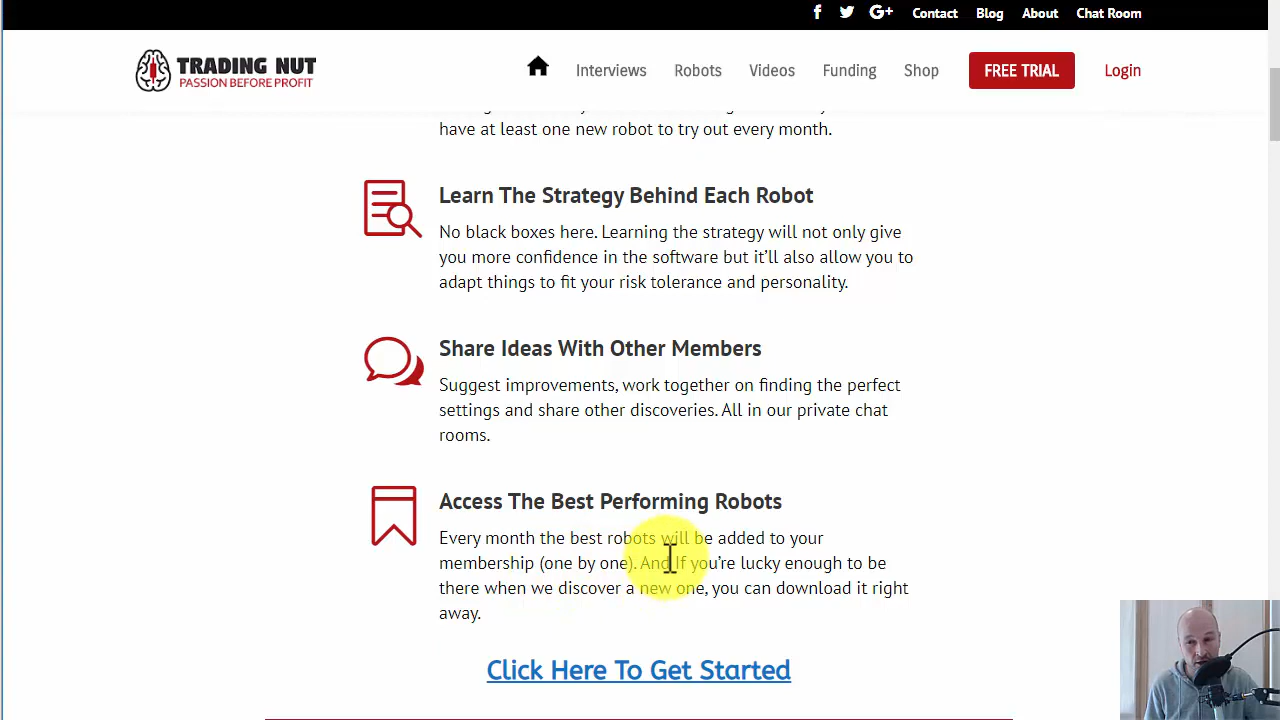 Contact Blog About Chat Room
TRADING NUT
PASSION BEFORE PROFIT
Interviews Robots Videos Funding Shop FREE TRIAL Login
have at least one new robot to try out every month.
Learn The Strategy Behind Each Robot
No black boxes here. Learning the strategy will not only give
you more confidence in the software but it’ll also allow you to
adapt things to fit your risk tolerance and personality.
Share Ideas With Other Members
Suggest improvements, work together on finding the perfect
settings and share other discoveries. All in our private chat
rooms.
Access The Best Performing Robots
Every month the best robots will be added to your
membership (one by one). And If you’re lucky enough to be
there when we discover a new one, you can download it right
away.
Click Here To Get Started